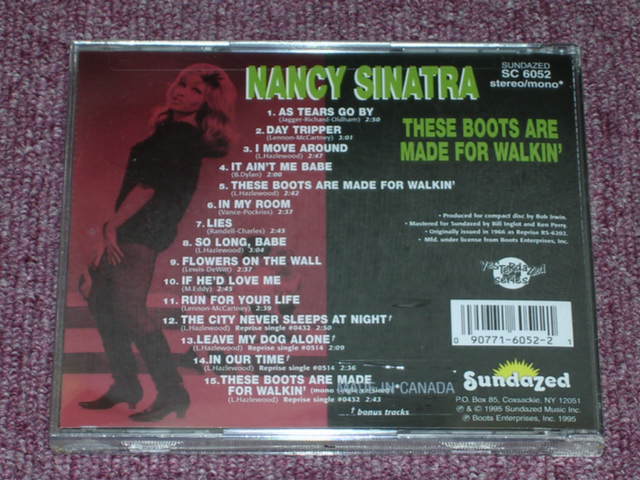 NANCY SINATRA
SUNDAZED
SC 6052
stereo/mono*
THESE BOOTS ARE
MADE FOR WALKIN'
1. AS TEARS GO BY
(Jagger-Richard-Oldham) 2:50
2. DAY TRIPPER
(Lennon-McCartney) 3:01
3. I MOVE AROUND
(L.Hazlewood) 2:47
4. IT AIN'T ME BABE
(B.Dylan) 2:00
5. THESE BOOTS ARE MADE FOR WALKIN'
(L.Hazlewood) 2:42
6. IN MY ROOM
(Vance-Pockriss) 2:37
7. LIES
(Randell-Charles) 2:45
8. SO LONG, BABE
(L.Hazlewood) 3:04
9. FLOWERS ON THE WALL
(Lewis-DeWitt) 2:37
10. IF HE'D LOVE ME
(M.Eddy) 2:45
11. RUN FOR YOUR LIFE
(Lennon-McCartney) 2:39
12. THE CITY NEVER SLEEPS AT NIGHT†
(L.Hazlewood) Reprise single #0432 2:50
13. LEAVE MY DOG ALONE†
(L.Hazlewood) Reprise single #0514 2:09
14. IN OUR TIME†
(L.Hazlewood) Reprise single #0514 2:36
15. THESE BOOTS ARE MADE
FOR WALKIN'* (mono single
(L.Hazlewood) Reprise single #0432 2:43
† bonus tracks
• Produced for compact disc by Bob Irwin.
• Mastered for Sundazed by Bill Inglot and Ken Perry.
• Originally issued in 1966 as Reprise RS-6202.
• Mfd. under license from Boots Enterprises, Inc.
Yesterdazed
series
0 90771-6052-2 1
IN CANADA
Sundazed
P.O. Box 85, Coxsackie, NY 12051
℗ & © 1995 Sundazed Music Inc.
℗ Boots Enterprises, Inc. 1995